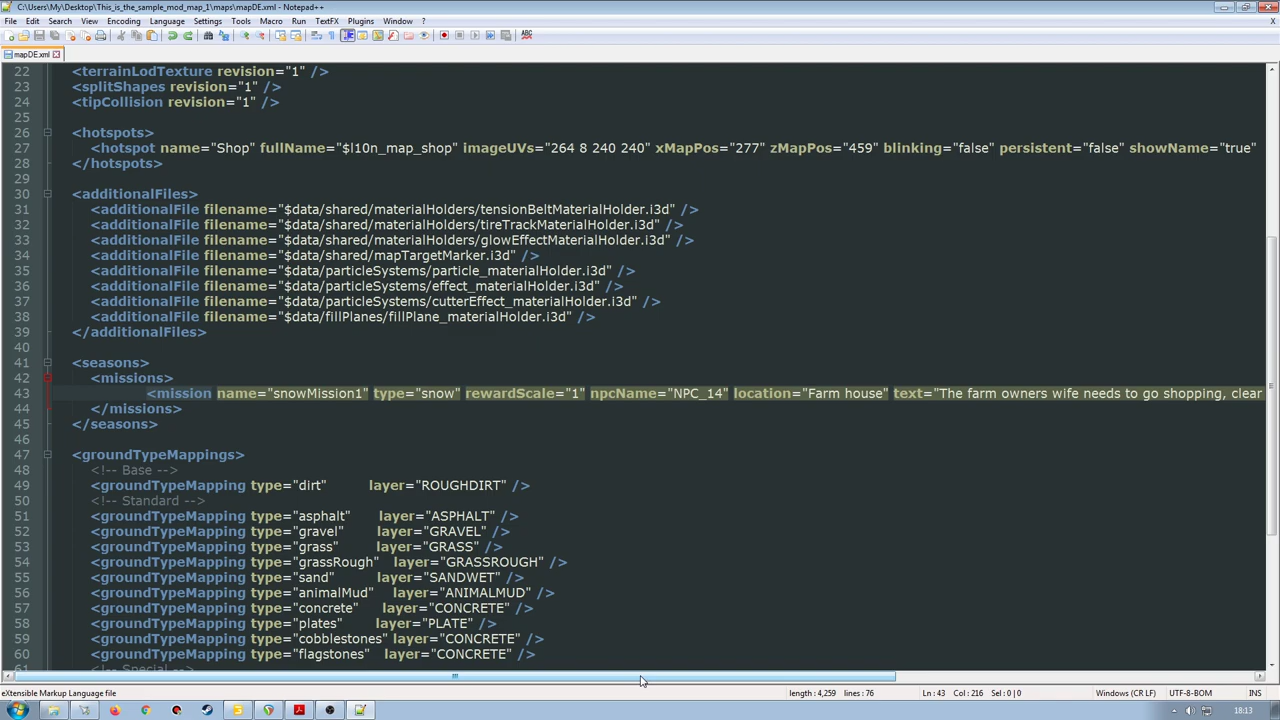 C:\Users\My\Desktop\This_is_the_sample_mod_map_1\maps\mapDE.xml - Notepad++
File Edit Search View Encoding Language Settings Tools Macro Run TextFX Plugins Window ? X
mapDE.xml
22 <terrainLodTexture revision="1" />
23 <splitShapes revision="1" />
24 <tipCollision revision="1" />
25
26 <hotspots>
27 <hotspot name="Shop" fullName="$l10n_map_shop" imageUVs="264 8 240 240" xMapPos="277" zMapPos="459" blinking="false" persistent="false" showName="true"
28 </hotspots>
29
30 <additionalFiles>
31 <additionalFile filename="$data/shared/materialHolders/tensionBeltMaterialHolder.i3d" />
32 <additionalFile filename="$data/shared/materialHolders/tireTrackMaterialHolder.i3d" />
33 <additionalFile filename="$data/shared/materialHolders/glowEffectMaterialHolder.i3d" />
34 <additionalFile filename="$data/shared/mapTargetMarker.i3d" />
35 <additionalFile filename="$data/particleSystems/particle_materialHolder.i3d" />
36 <additionalFile filename="$data/particleSystems/effect_materialHolder.i3d" />
37 <additionalFile filename="$data/particleSystems/cutterEffect_materialHolder.i3d" />
38 <additionalFile filename="$data/fillPlanes/fillPlane_materialHolder.i3d" />
39 </additionalFiles>
40
41 <seasons>
42 <missions>
43 <mission name="snowMission1" type="snow" rewardScale="1" npcName="NPC_14" location="Farm house" text="The farm owners wife needs to go shopping, clear
44 </missions>
45 </seasons>
46
47 <groundTypeMappings>
48 <!-- Base -->
49 <groundTypeMapping type="dirt" layer="ROUGHDIRT" />
50 <!-- Standard -->
51 <groundTypeMapping type="asphalt" layer="ASPHALT" />
52 <groundTypeMapping type="gravel" layer="GRAVEL" />
53 <groundTypeMapping type="grass" layer="GRASS" />
54 <groundTypeMapping type="grassRough" layer="GRASSROUGH" />
55 <groundTypeMapping type="sand" layer="SANDWET" />
56 <groundTypeMapping type="animalMud" layer="ANIMALMUD" />
57 <groundTypeMapping type="concrete" layer="CONCRETE" />
58 <groundTypeMapping type="plates" layer="PLATE" />
59 <groundTypeMapping type="cobblestones" layer="CONCRETE" />
60 <groundTypeMapping type="flagstones" layer="CONCRETE" />
61 <!-- Special -->
eXtensible Markup Language file length : 4,259 lines : 76 Ln : 43 Col : 216 Sel : 0 | 0 Windows (CR LF) UTF-8-BOM INS
18:13